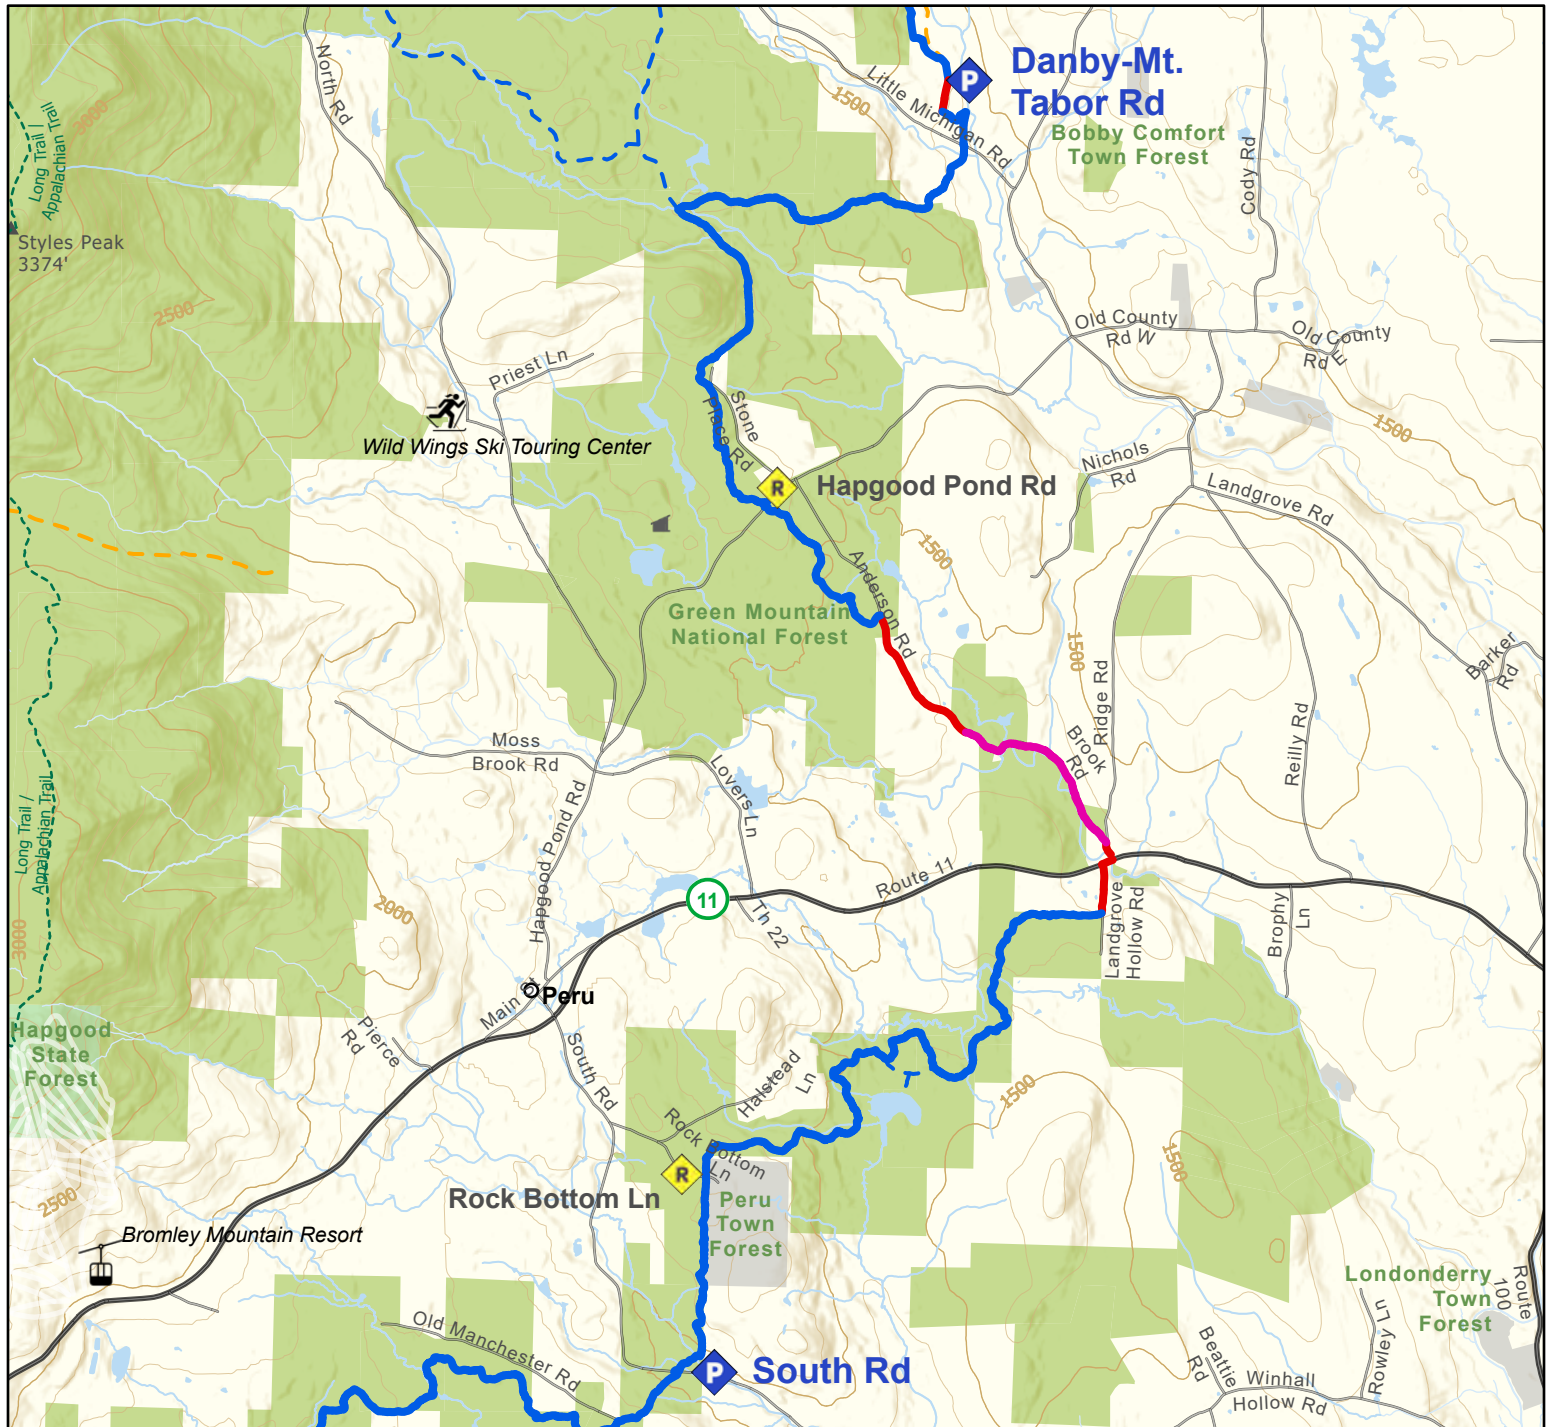 Danby-Mt.
Tabor Rd
P
Little Michigan Rd
1500
Bobby Comfort
Town Forest
North Rd
3000
Long Trail /
Appalachian Trail
Cody Rd
Styles Peak
3374'
2500
Old County
Rd W
Old County
Rd E
Priest Ln
Stone
Place Rd
Wild Wings Ski Touring Center
1500
Nichols
Rd
R
Hapgood Pond Rd
Landgrove Rd
1500
Anderson Rd
Green Mountain
National Forest
1500
Ridge Rd
Barker
Rd
Reilly Rd
Brook
Rd
Moss
Brook Rd
Lovers Ln
Hapgood Pond Rd
Long Trail /
Appalachian Trail
Route 11
11
2000
3000
Th 22
Landgrove
Hollow Rd
Brophy
Ln
Main St
Peru
Pierce
Rd
Hapgood
State
Forest
South Rd
Halstead
Ln
1500
Rock Bottom
Ln
1500
R
Rock Bottom Ln
Peru
Town
Forest
2500
Bromley Mountain Resort
Londonderry
Town
Forest
Route
100
Old Manchester Rd
P
South Rd
Beattie
Rd
Winhall
Hollow Rd
Rowley Ln